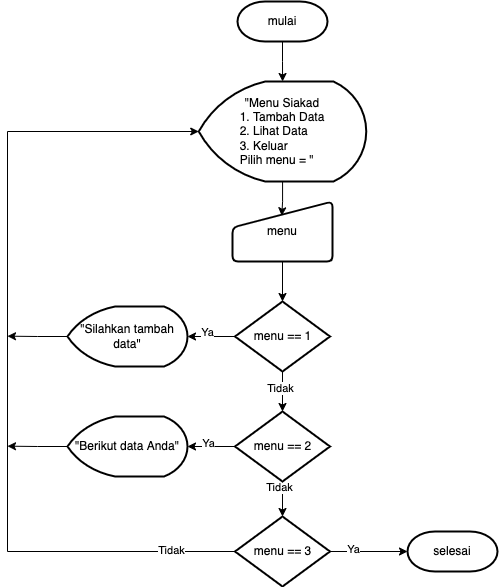 mulai
"Menu Siakad
1. Tambah Data
2. Lihat Data
3. Keluar
Pilih menu = "
menu
menu == 1
Ya
"Silahkan tambah
data"
Tidak
menu == 2
Ya
"Berikut data Anda"
Tidak
menu == 3
Tidak
Ya
selesai